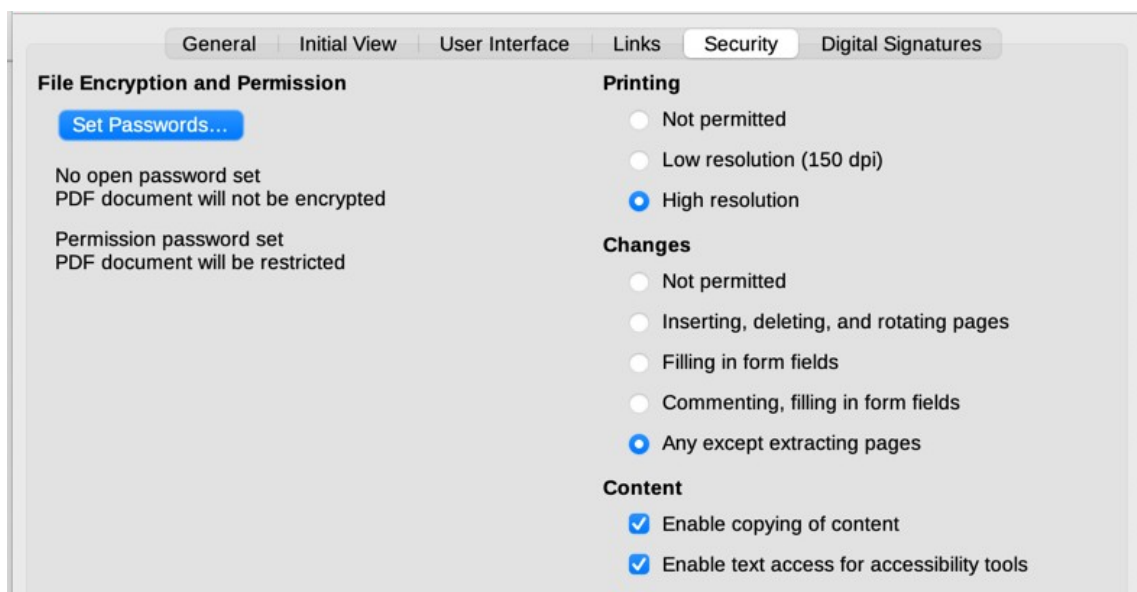 General
Initial View
User Interface
Links
Security
Digital Signatures
File Encryption and Permission
Set Passwords...
No open password set
PDF document will not be encrypted
Permission password set
PDF document will be restricted
Printing
Not permitted
Low resolution (150 dpi)
High resolution
Changes
Not permitted
Inserting, deleting, and rotating pages
Filling in form fields
Commenting, filling in form fields
Any except extracting pages
Content
Enable copying of content
Enable text access for accessibility tools